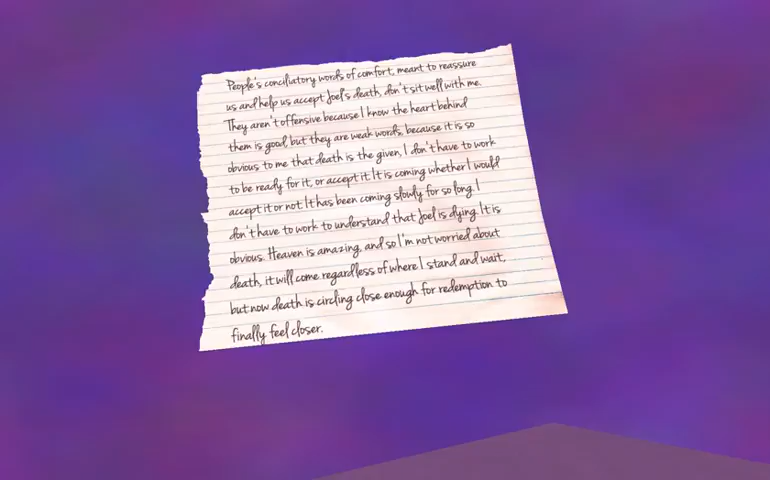 People's conciliatory words of comfort, meant to reassure
us and help us accept Joel's death, don't sit well with me.
They aren't offensive because I know the heart behind
them is good, but they are weak words, because it is so
obvious to me that death is the given, I don't have to work
to be ready for it, or accept it. It is coming whether I would
accept it or not. It has been coming slowly for so long. I
don't have to work to understand that Joel is dying. It is
obvious. Heaven is amazing, and so I'm not worried about
death, it will come regardless of where I stand and wait,
but now death is circling close enough for redemption to
finally feel closer.